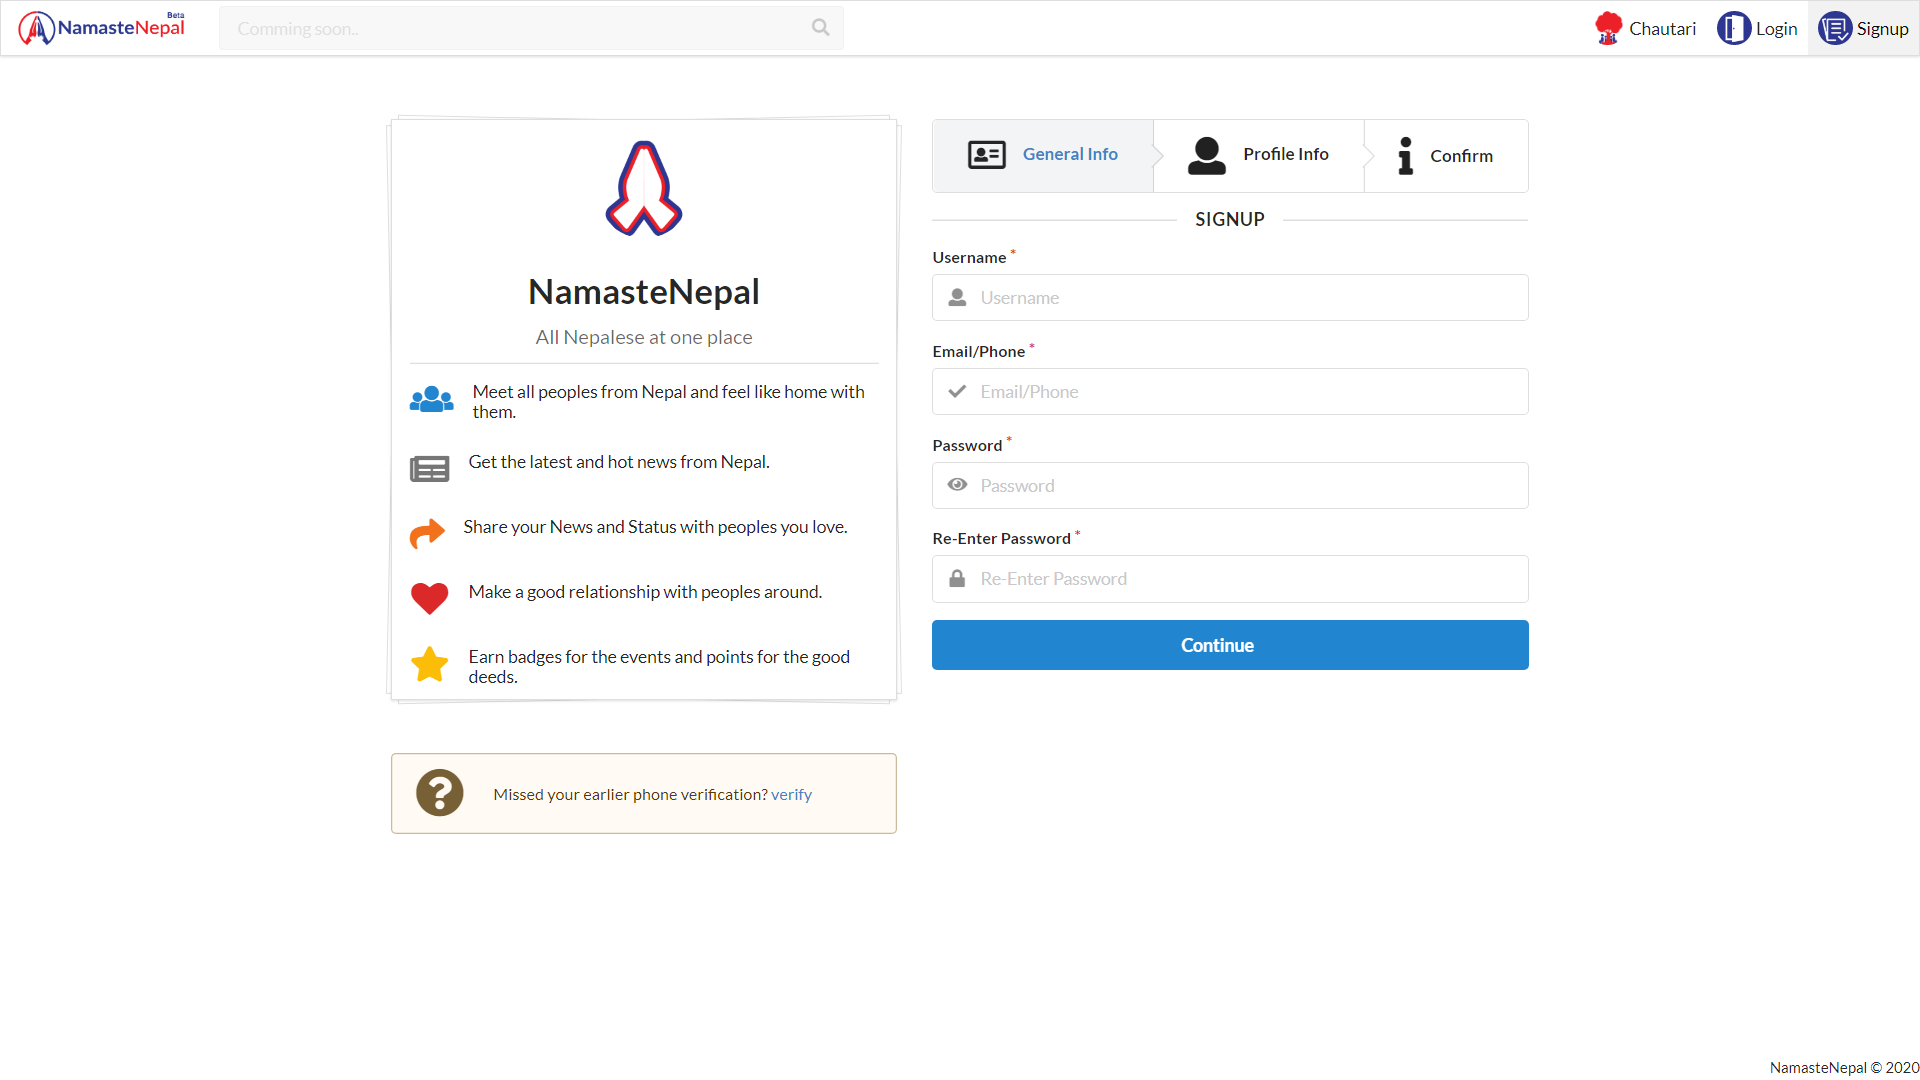 Beta
NamasteNepal
Comming soon..
Chautari
Login
Signup
NamasteNepal
All Nepalese at one place
Meet all peoples from Nepal and feel like home with
them.
Get the latest and hot news from Nepal.
Share your News and Status with peoples you love.
Make a good relationship with peoples around.
Earn badges for the events and points for the good
deeds.
Missed your earlier phone verification? verify
General Info
Profile Info
Confirm
SIGNUP
Username *
Username
Email/Phone *
Email/Phone
Password *
Password
Re-Enter Password *
Re-Enter Password
Continue
NamasteNepal © 2020